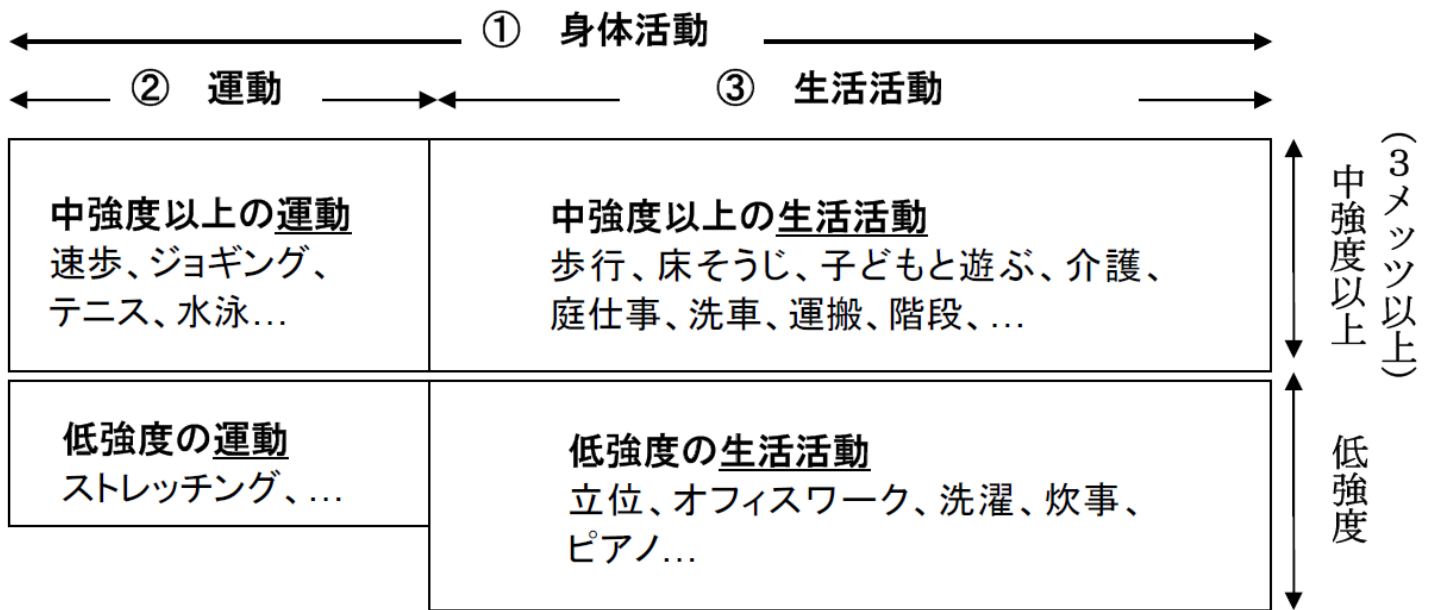 ① 身体活動
② 運動
③ 生活活動
中強度以上の運動
速歩、ジョギング、
テニス、水泳…
中強度以上の生活活動
歩行、床そうじ、子どもと遊ぶ、介護、
庭仕事、洗車、運搬、階段、…
(3メッツ以上)
中強度以上
低強度の運動
ストレッチング、…
低強度の生活活動
立位、オフィスワーク、洗濯、炊事、
ピアノ…
低強度